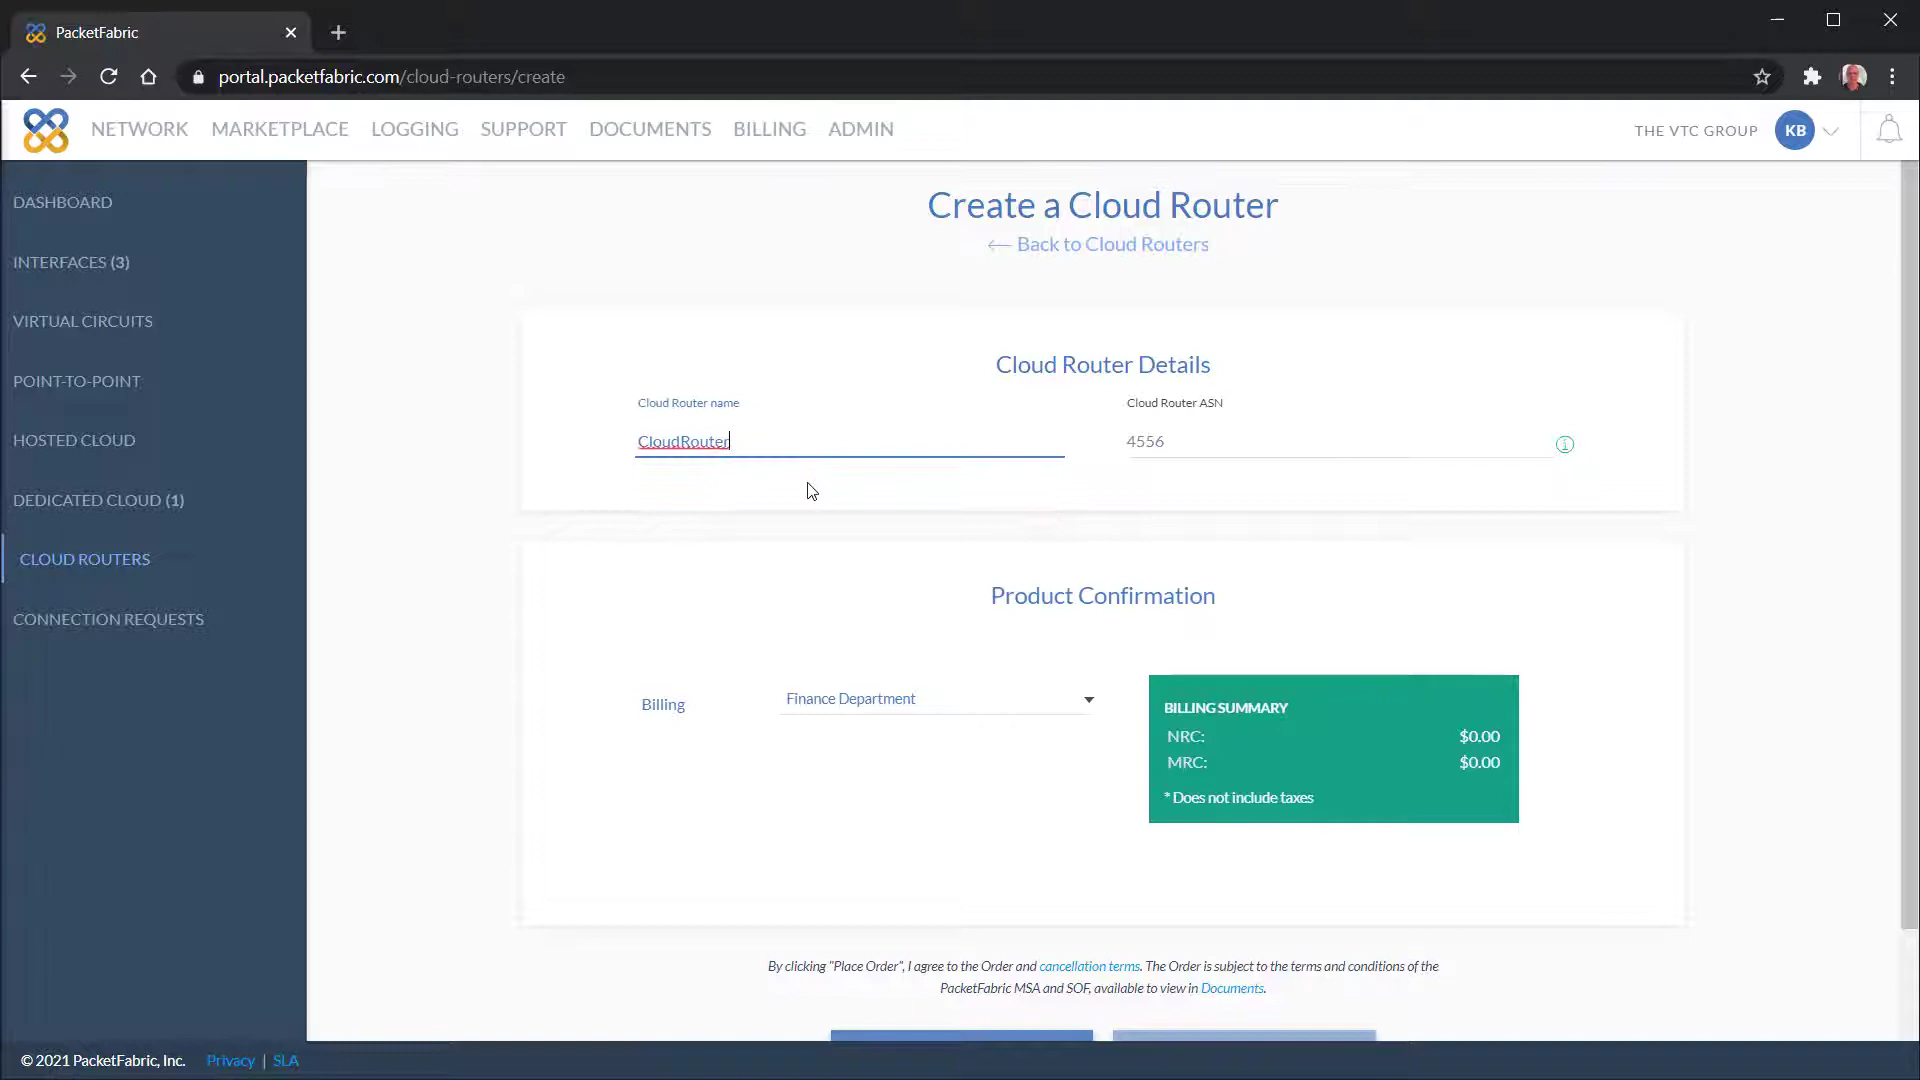 PacketFabric
portal.packetfabric.com/cloud-routers/create
NETWORK MARKETPLACE LOGGING SUPPORT DOCUMENTS BILLING ADMIN
THE VTC GROUP KB
DASHBOARD
INTERFACES (3)
VIRTUAL CIRCUITS
POINT-TO-POINT
HOSTED CLOUD
DEDICATED CLOUD (1)
CLOUD ROUTERS
CONNECTION REQUESTS
Create a Cloud Router
Back to Cloud Routers
Cloud Router Details
Cloud Router name Cloud Router ASN
CloudRouter 4556
Product Confirmation
Billing Finance Department
BILLING SUMMARY
NRC: $0.00
MRC: $0.00
* Does not include taxes
By clicking "Place Order", I agree to the Order and cancellation terms. The Order is subject to the terms and conditions of the
PacketFabric MSA and SOF, available to view in Documents.
© 2021 PacketFabric, Inc. Privacy | SLA